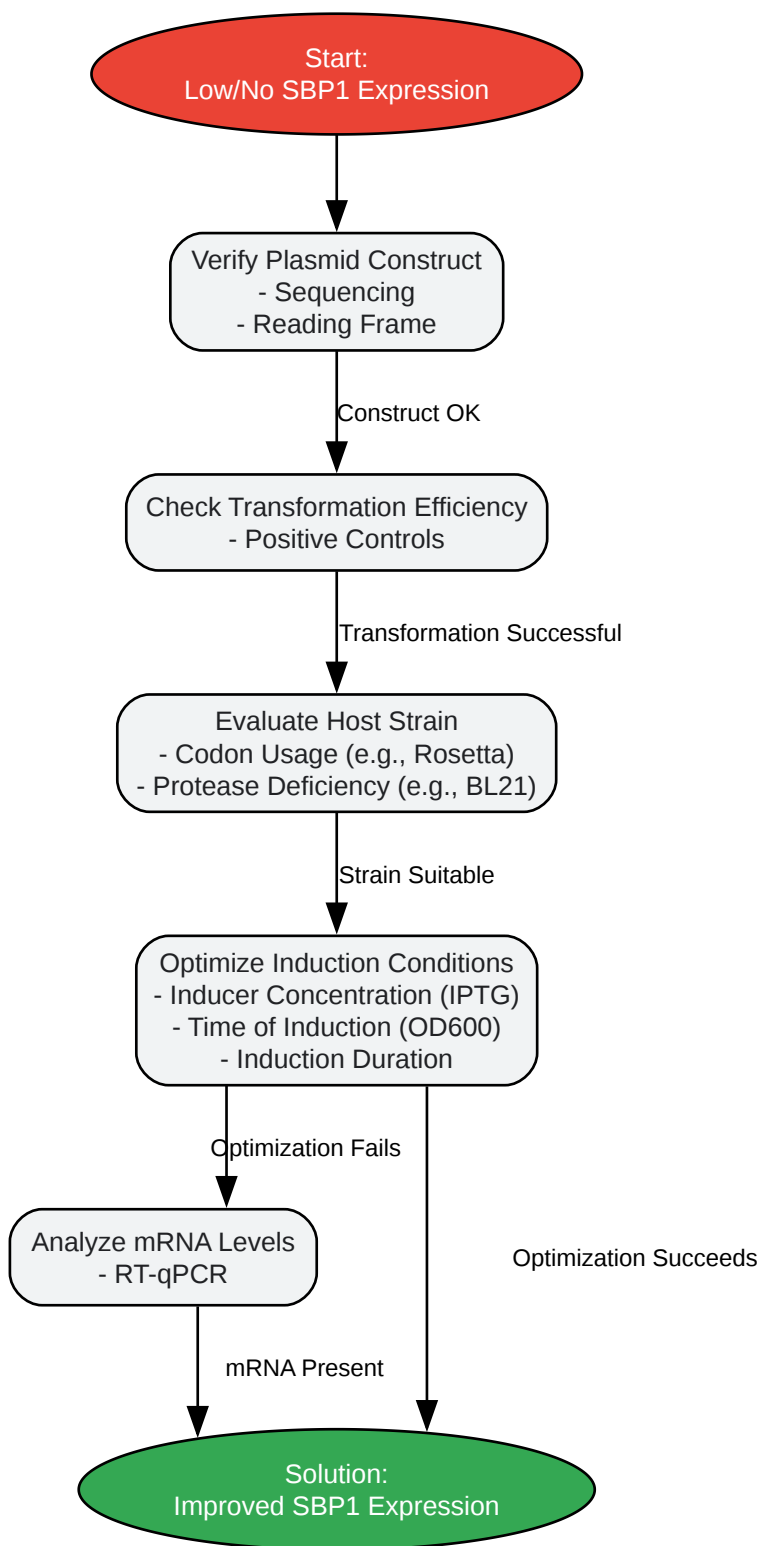 Start:
Low/No SBP1 Expression
Verify Plasmid Construct
- Sequencing
- Reading Frame
Construct OK
Check Transformation Efficiency
- Positive Controls
Transformation Successful
Evaluate Host Strain
- Codon Usage (e.g., Rosetta)
- Protease Deficiency (e.g., BL21)
Strain Suitable
Optimize Induction Conditions
- Inducer Concentration (IPTG)
- Time of Induction (OD600)
- Induction Duration
Optimization Fails
Analyze mRNA Levels
- RT-qPCR
Optimization Succeeds
mRNA Present
Solution:
Improved SBP1 Expression